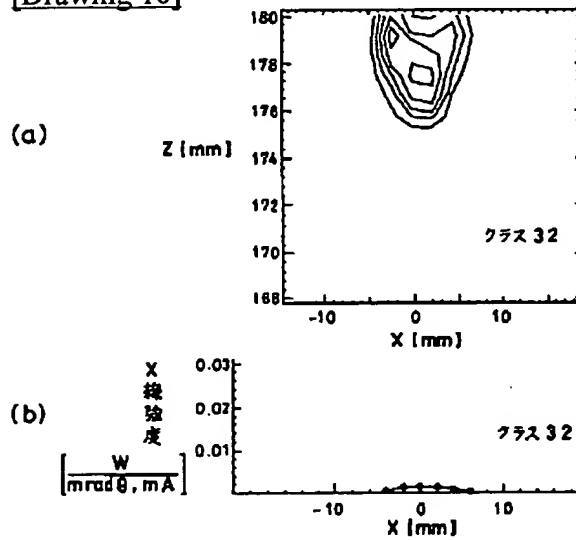 [Drawing 10]
(a)
Z [mm]
180
178
176
174
172
170
168
クラス 32
-10
0
10
X [mm]
(b)
X
線
強
度
[W
mradθ, mA]
0.03
0.02
0.01
クラス 32
-10
0
10
X [mm]